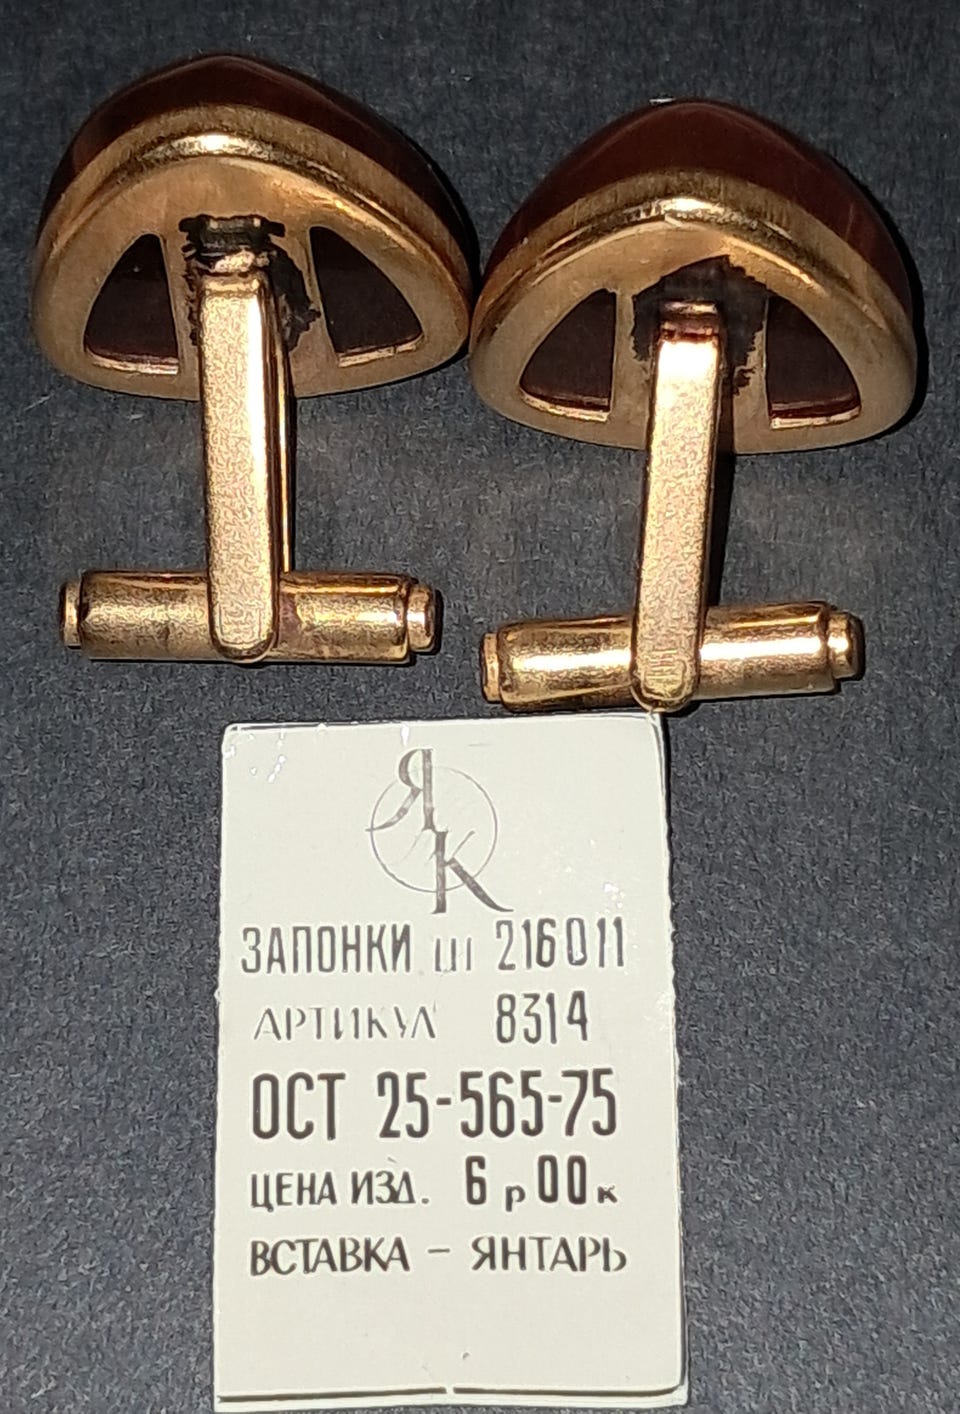 ЯК
ЗАПОНКИ ш 216011
АРТИКУЛ 8314
ОСТ 25-565-75
ЦЕНА ИЗД. 6 р 00 к
ВСТАВКА – ЯНТАРЬ